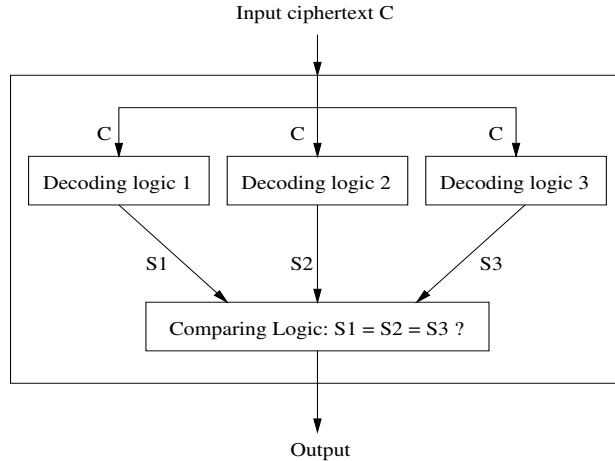 Input ciphertext C
C
C
C
Decoding logic 1
Decoding logic 2
Decoding logic 3
S1
S2
S3
Comparing Logic: S1 = S2 = S3 ?
Output